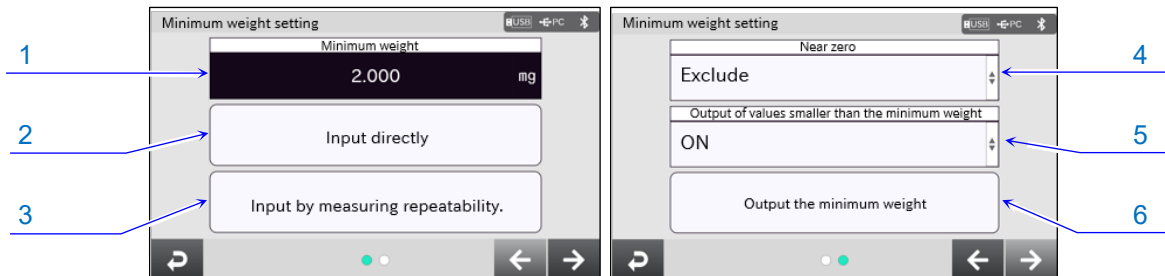 Minimum weight setting
USB PC
Minimum weight
2.000 mg
Input directly
Input by measuring repeatability.
1
2
3
Minimum weight setting
USB PC
Near zero
Exclude
Output of values smaller than the minimum weight
ON
Output the minimum weight
4
5
6